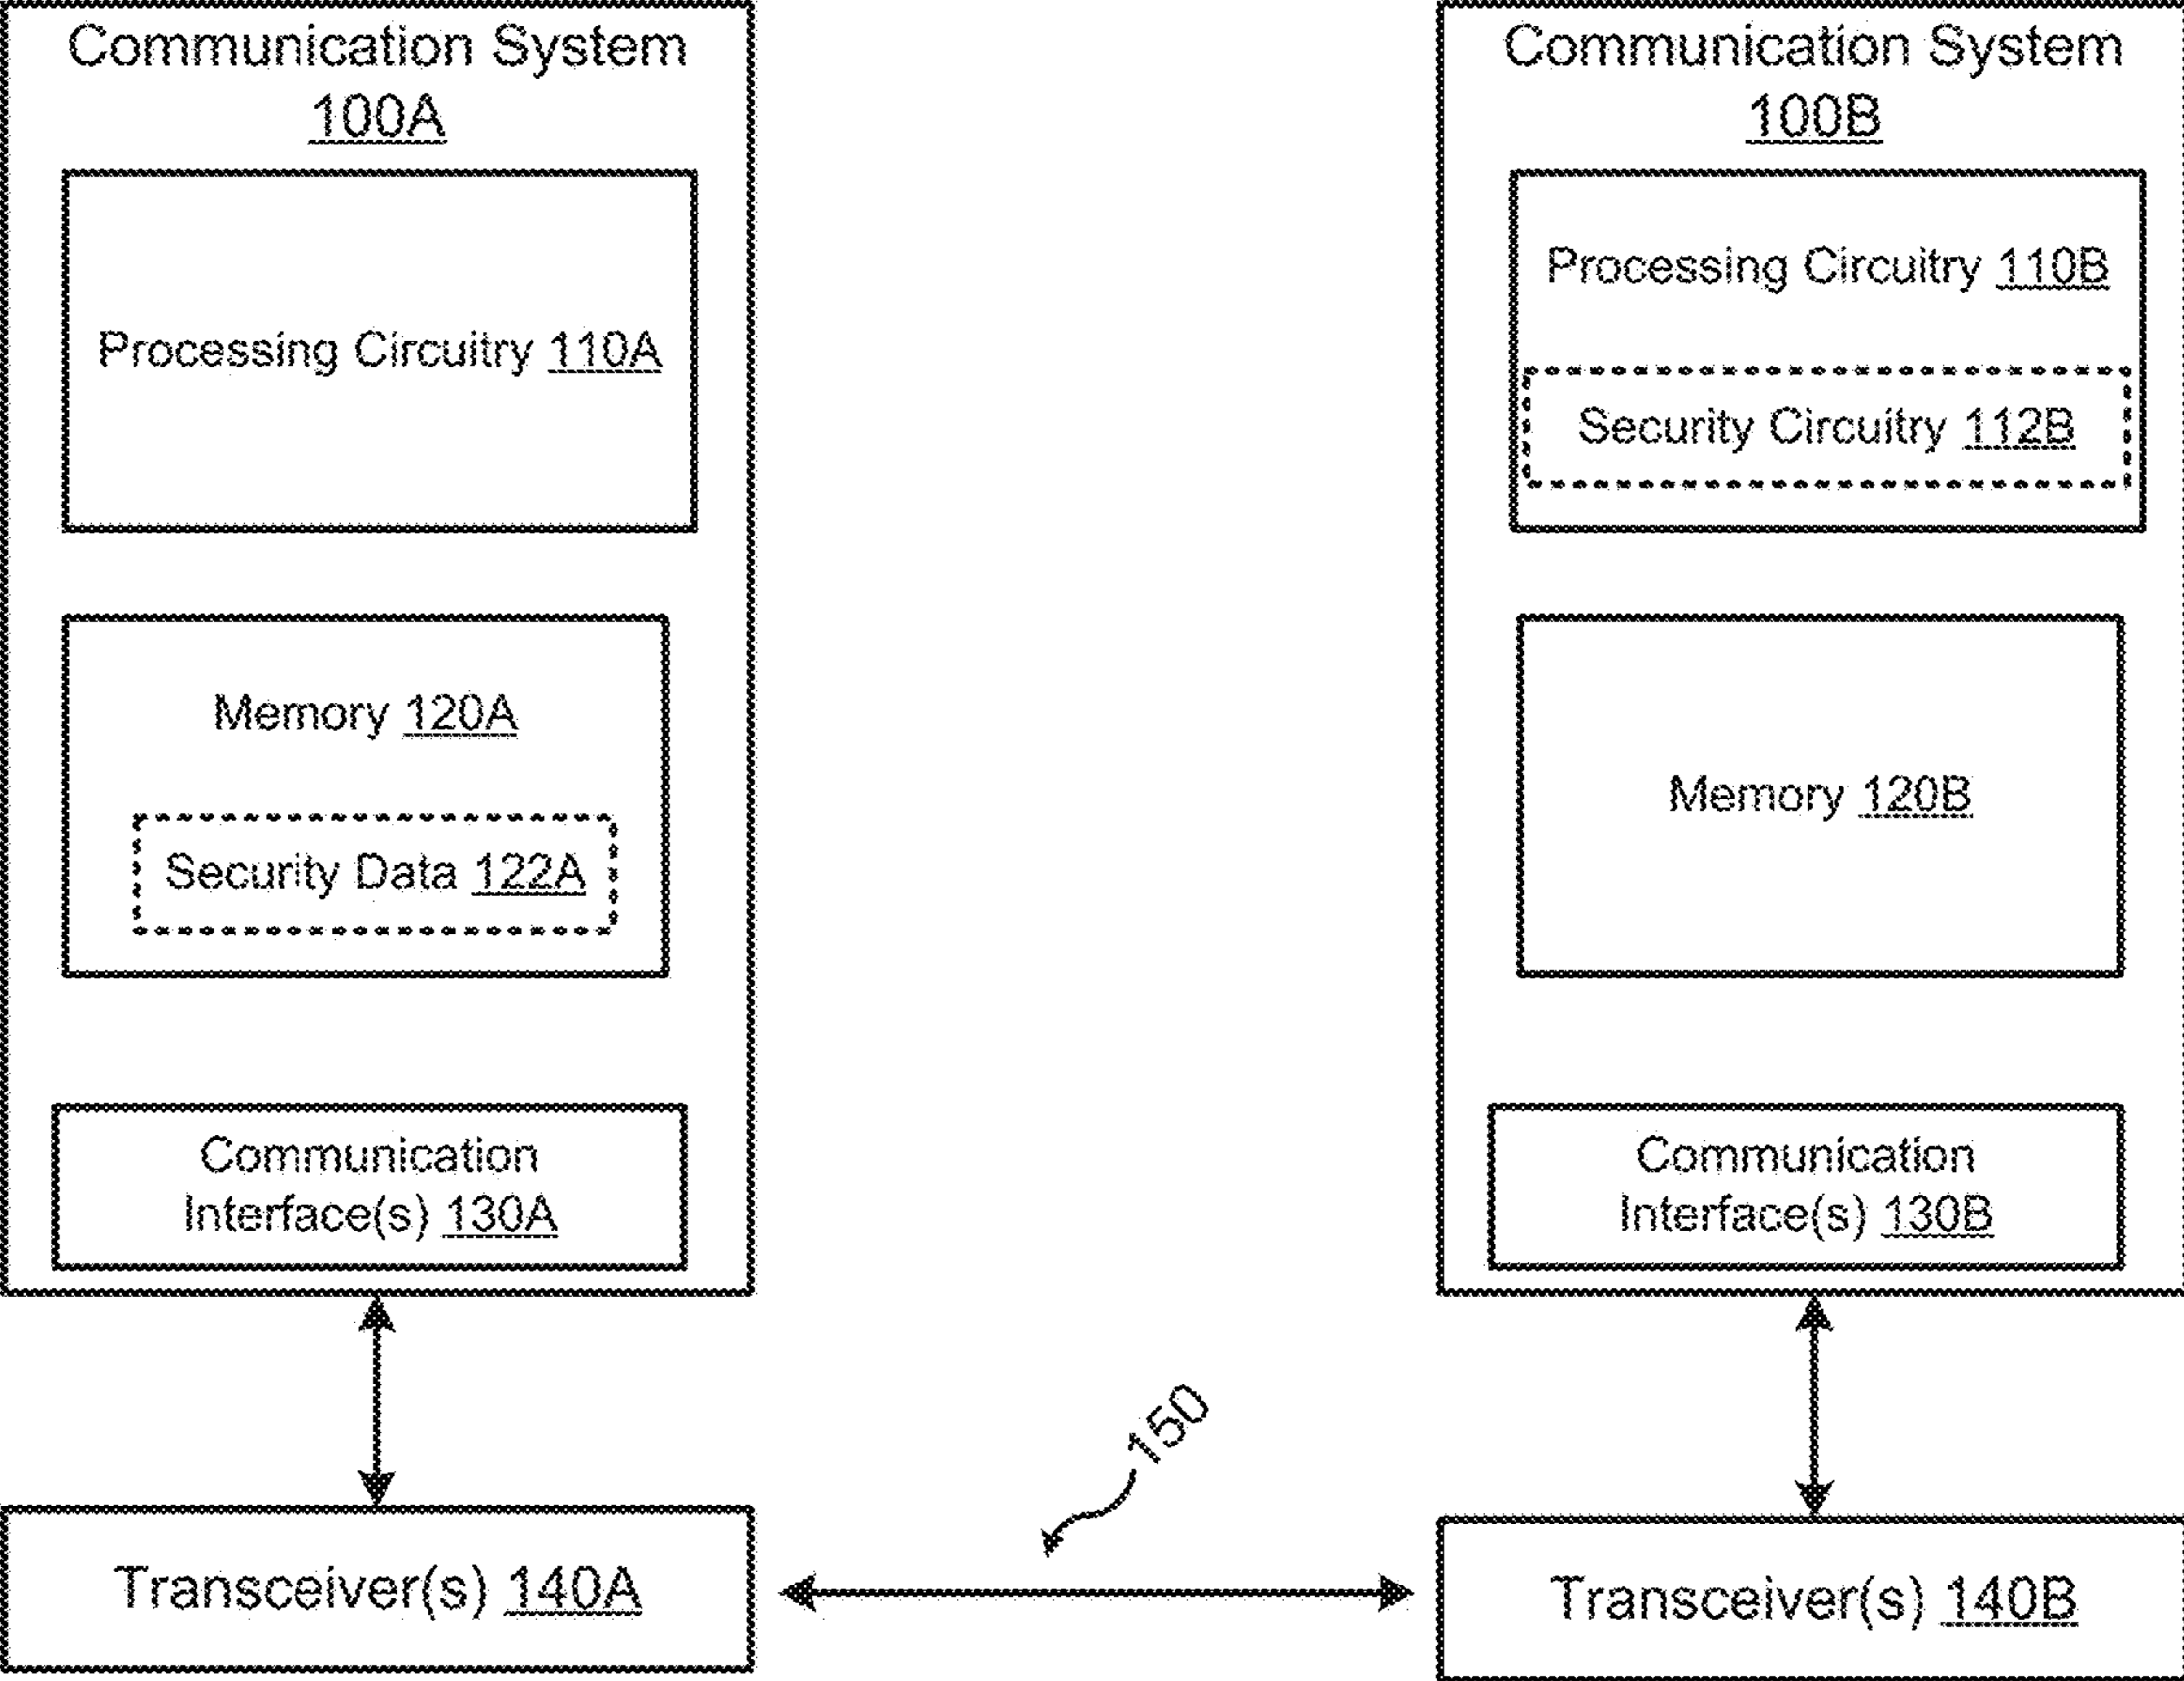 Communication System
100A
Processing Circuitry 110A
Memory 120A
Security Data 122A
Communication
Interface(s) 130A
Transceiver(s) 140A
150
Communication System
100B
Processing Circuitry 110B
Security Circuitry 112B
Memory 120B
Communication
Interface(s) 130B
Transceiver(s) 140B